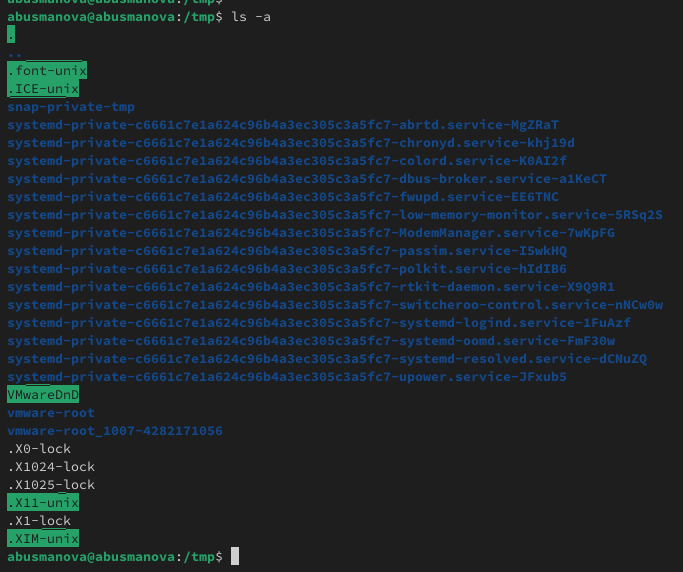 abusmanova@abusmanova:/tmp$
abusmanova@abusmanova:/tmp$ ls -a
.
..
.font-unix
.ICE-unix
snap-private-tmp
systemd-private-c6661c7e1a624c96b4a3ec305c3a5fc7-abrtd.service-MgZRaT
systemd-private-c6661c7e1a624c96b4a3ec305c3a5fc7-chronyd.service-khj19d
systemd-private-c6661c7e1a624c96b4a3ec305c3a5fc7-colord.service-K0AI2f
systemd-private-c6661c7e1a624c96b4a3ec305c3a5fc7-dbus-broker.service-a1KeCT
systemd-private-c6661c7e1a624c96b4a3ec305c3a5fc7-fwupd.service-EE6TNC
systemd-private-c6661c7e1a624c96b4a3ec305c3a5fc7-low-memory-monitor.service-5RSq2S
systemd-private-c6661c7e1a624c96b4a3ec305c3a5fc7-ModemManager.service-7wKpFG
systemd-private-c6661c7e1a624c96b4a3ec305c3a5fc7-passim.service-I5wkHQ
systemd-private-c6661c7e1a624c96b4a3ec305c3a5fc7-polkit.service-hIdIB6
systemd-private-c6661c7e1a624c96b4a3ec305c3a5fc7-rtkit-daemon.service-X9Q9R1
systemd-private-c6661c7e1a624c96b4a3ec305c3a5fc7-switcheroo-control.service-nNCw0w
systemd-private-c6661c7e1a624c96b4a3ec305c3a5fc7-systemd-logind.service-1FuAzf
systemd-private-c6661c7e1a624c96b4a3ec305c3a5fc7-systemd-oomd.service-FmF30w
systemd-private-c6661c7e1a624c96b4a3ec305c3a5fc7-systemd-resolved.service-dCNuZQ
systemd-private-c6661c7e1a624c96b4a3ec305c3a5fc7-upower.service-JFxub5
VMwareDnD
vmware-root
vmware-root_1007-4282171056
.X0-lock
.X1024-lock
.X1025-lock
.X11-unix
.X1-lock
.XIM-unix
abusmanova@abusmanova:/tmp$